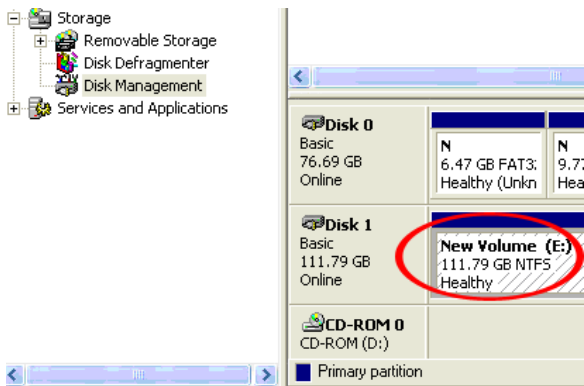 Storage
Removable Storage
Disk Defragmenter
Disk Management
Services and Applications
Disk 0
Basic
76.69 GB
Online
N
6.47 GB FAT3
Healthy (Unkn
N
9.77
Hea
Disk 1
Basic
111.79 GB
Online
New Volume (E:)
111.79 GB NTFS
Healthy
CD-ROM 0
CD-ROM (D:)
Primary partition